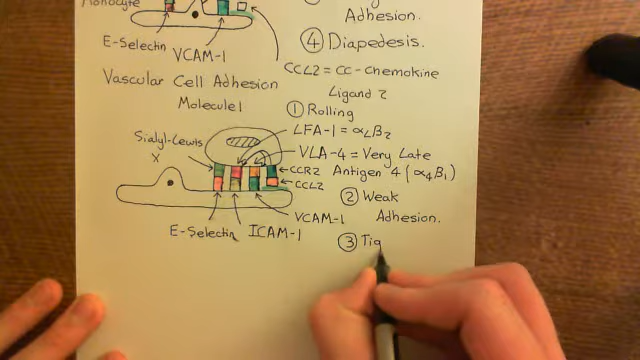 Monocyte
Adhesion.
E-Selectin VCAM-1
④ Diapedesis.
CCL2 = CC-Chemokine
Ligand 2
Vascular Cell Adhesion
Molecule 1
① Rolling
LFA-1 = αLβ2
Sialyl-Lewis
X
VLA-4 = Very Late
Antigen 4 (α4β1)
CCR2
CCL2
② Weak
Adhesion.
VCAM-1
E-Selectin ICAM-1
③ Tig